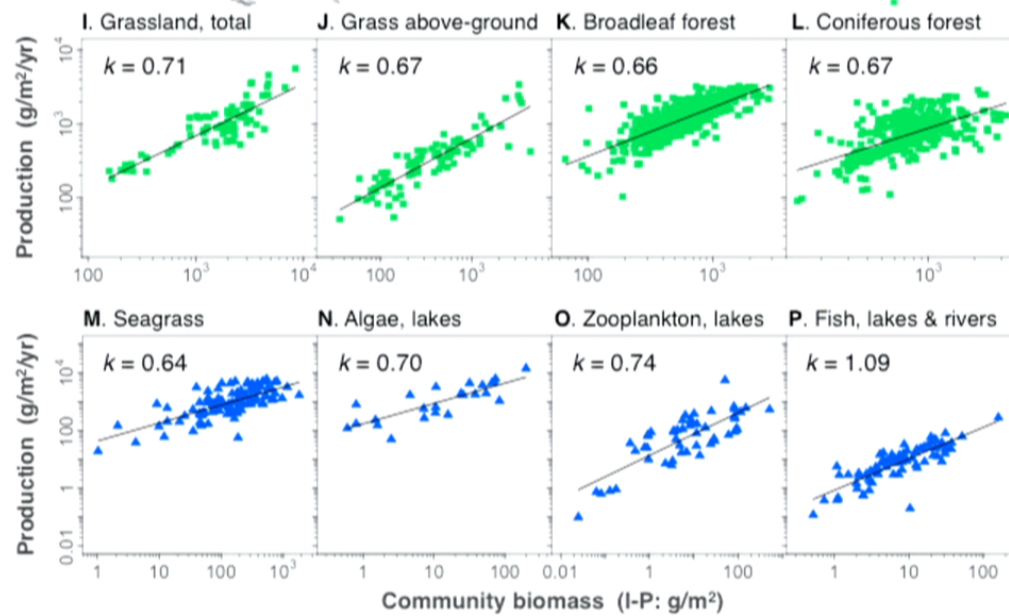 I. Grassland, total
J. Grass above-ground
K. Broadleaf forest
L. Coniferous forest
Production (g/m²/yr)
10⁴
10³
100
k = 0.71
k = 0.67
k = 0.66
k = 0.67
100 10³ 10⁴
100 10³
100 10³
10³
M. Seagrass
N. Algae, lakes
O. Zooplankton, lakes
P. Fish, lakes & rivers
Production (g/m²/yr)
10⁴
100
1
0.01
k = 0.64
k = 0.70
k = 0.74
k = 1.09
1 10 100 10³
1 10 100
0.01 1 100
1 10 100
Community biomass (I-P: g/m²)